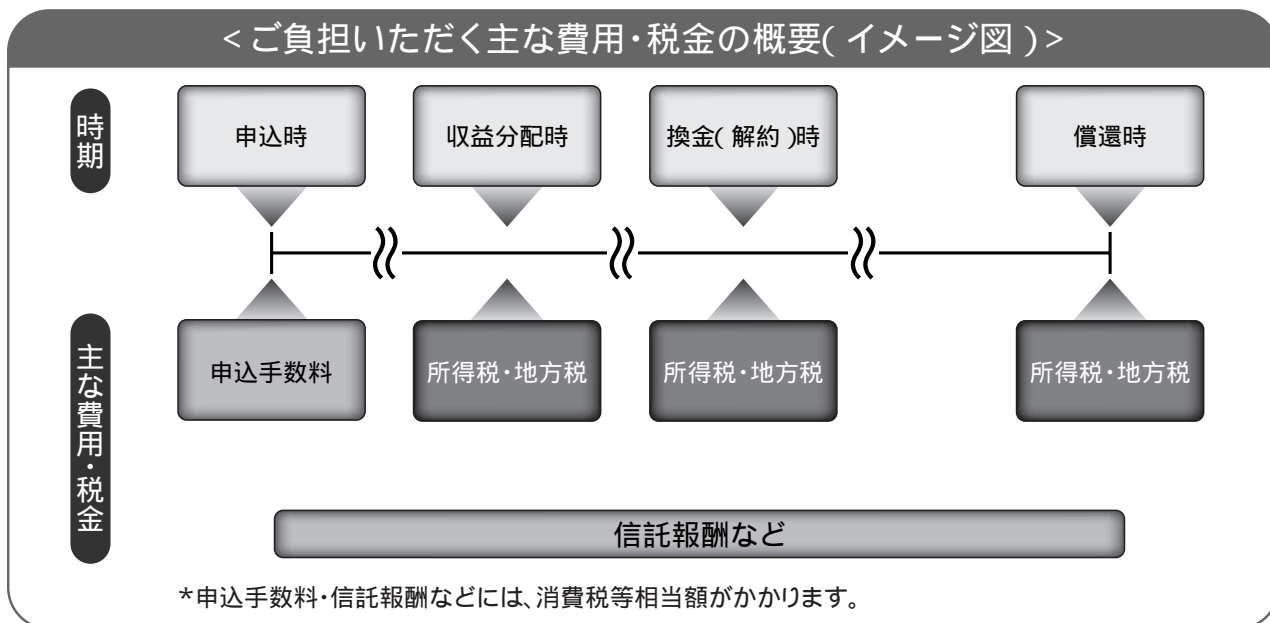 <ご負担いただく主な費用・税金の概要(イメージ図)>
時期
申込時
収益分配時
換金(解約)時
償還時
主な費用・税金
申込手数料
所得税・地方税
所得税・地方税
所得税・地方税
信託報酬など
*申込手数料・信託報酬などには、消費税等相当額がかかります。